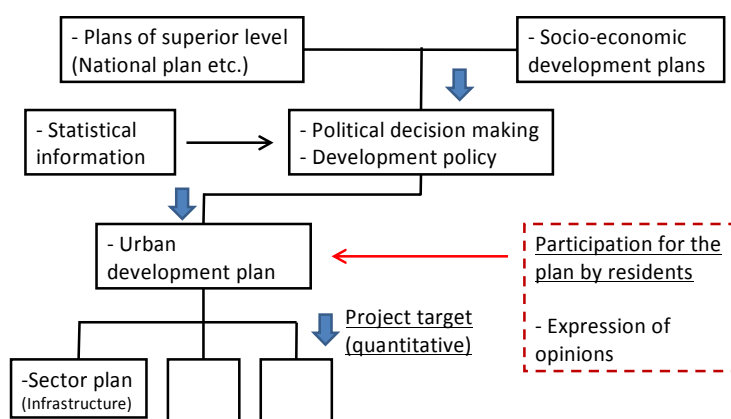 - Plans of superior level
(National plan etc.)
- Socio-economic
development plans
- Statistical
information
- Political decision making
- Development policy
- Urban
development plan
Participation for the
plan by residents
- Expression of
opinions
Project target
(quantitative)
-Sector plan
(Infrastructure)